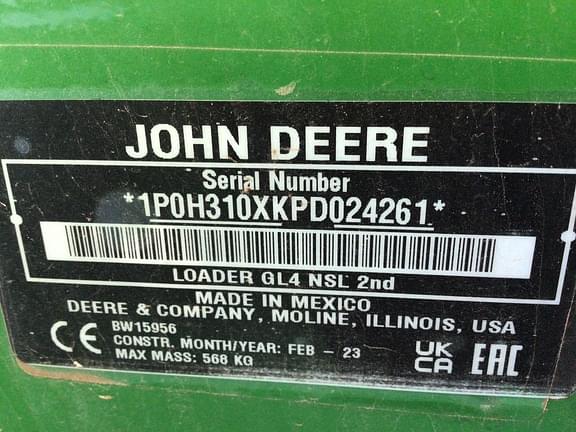 JOHN DEERE
Serial Number
*1P0H310XKPD024261*
LOADER GL4 NSL 2nd
MADE IN MEXICO
DEERE & COMPANY, MOLINE, ILLINOIS, USA
BW15956
CONSTR. MONTH/YEAR: FEB - 23
MAX MASS: 568 KG
CE
UK
CA
EAC